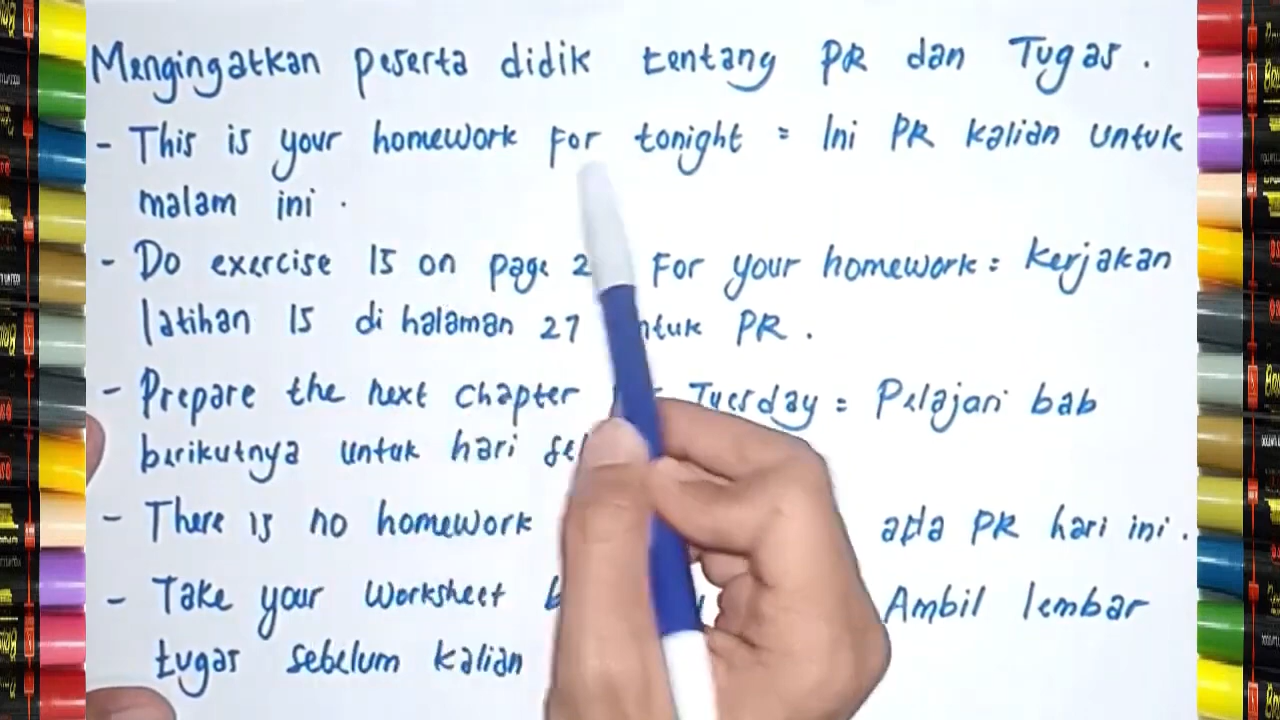 Mengingatkan peserta didik tentang PR dan Tugas.
- This is your homework for tonight = Ini PR kalian untuk
malam ini.
- Do exercise 15 on page For your homework = Kerjakan
latihan 15 di halaman 27 PR.
- Prepare the next chapter Tuesday = Pelajari bab
berikutnya untuk hari
- There is no homework ada PR hari ini.
- Take your worksheet Ambil lembar
tugas sebelum kalian